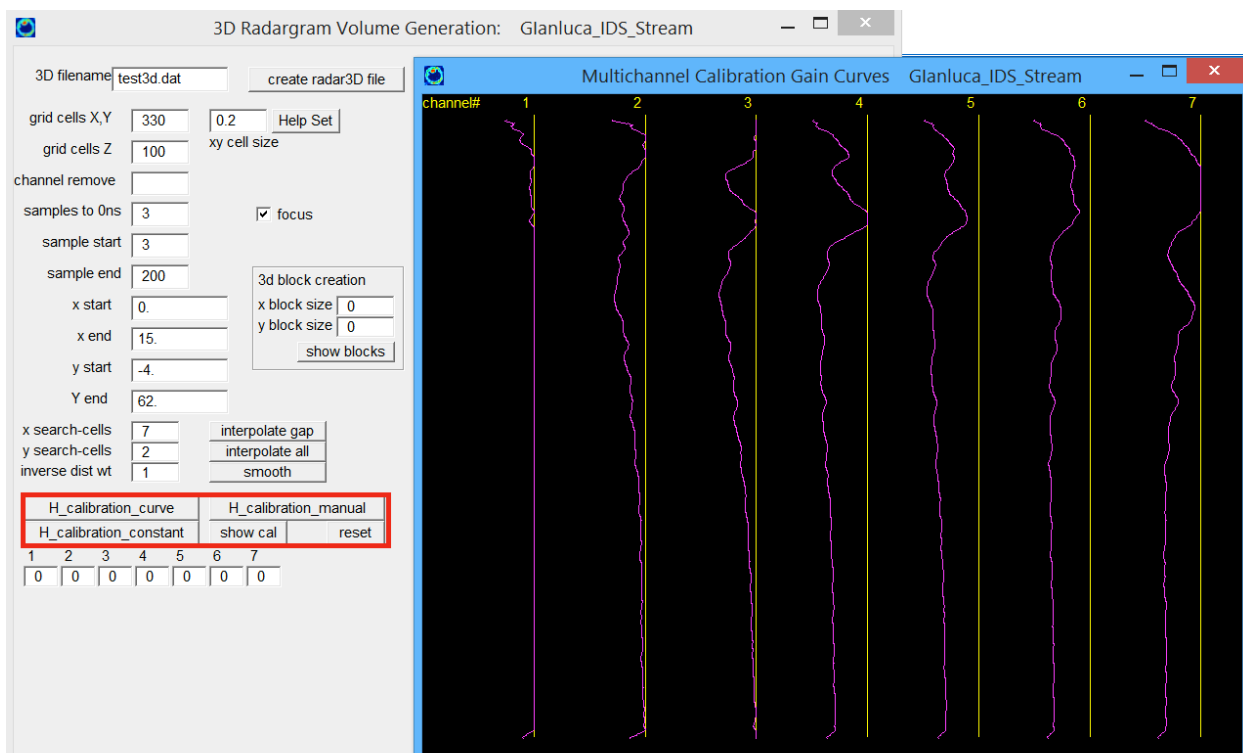 3D Radargram Volume Generation: GIanluca_IDS_Stream
3D filename test3d.dat create radar3D file
grid cells X,Y 330 0.2 Help Set
xy cell size
grid cells Z 100
channel remove
samples to 0ns 3 focus
sample start 3
sample end 200
3d block creation
x block size 0
y block size 0
show blocks
x start 0.
x end 15.
y start -4.
Y end 62.
x search-cells 7 interpolate gap
y search-cells 2 interpolate all
inverse dist wt 1 smooth
H_calibration_curve H_calibration_manual
H_calibration_constant show cal reset
1 2 3 4 5 6 7
0 0 0 0 0 0 0
Multichannel Calibration Gain Curves GIanluca_IDS_Stream
channel# 1 2 3 4 5 6 7